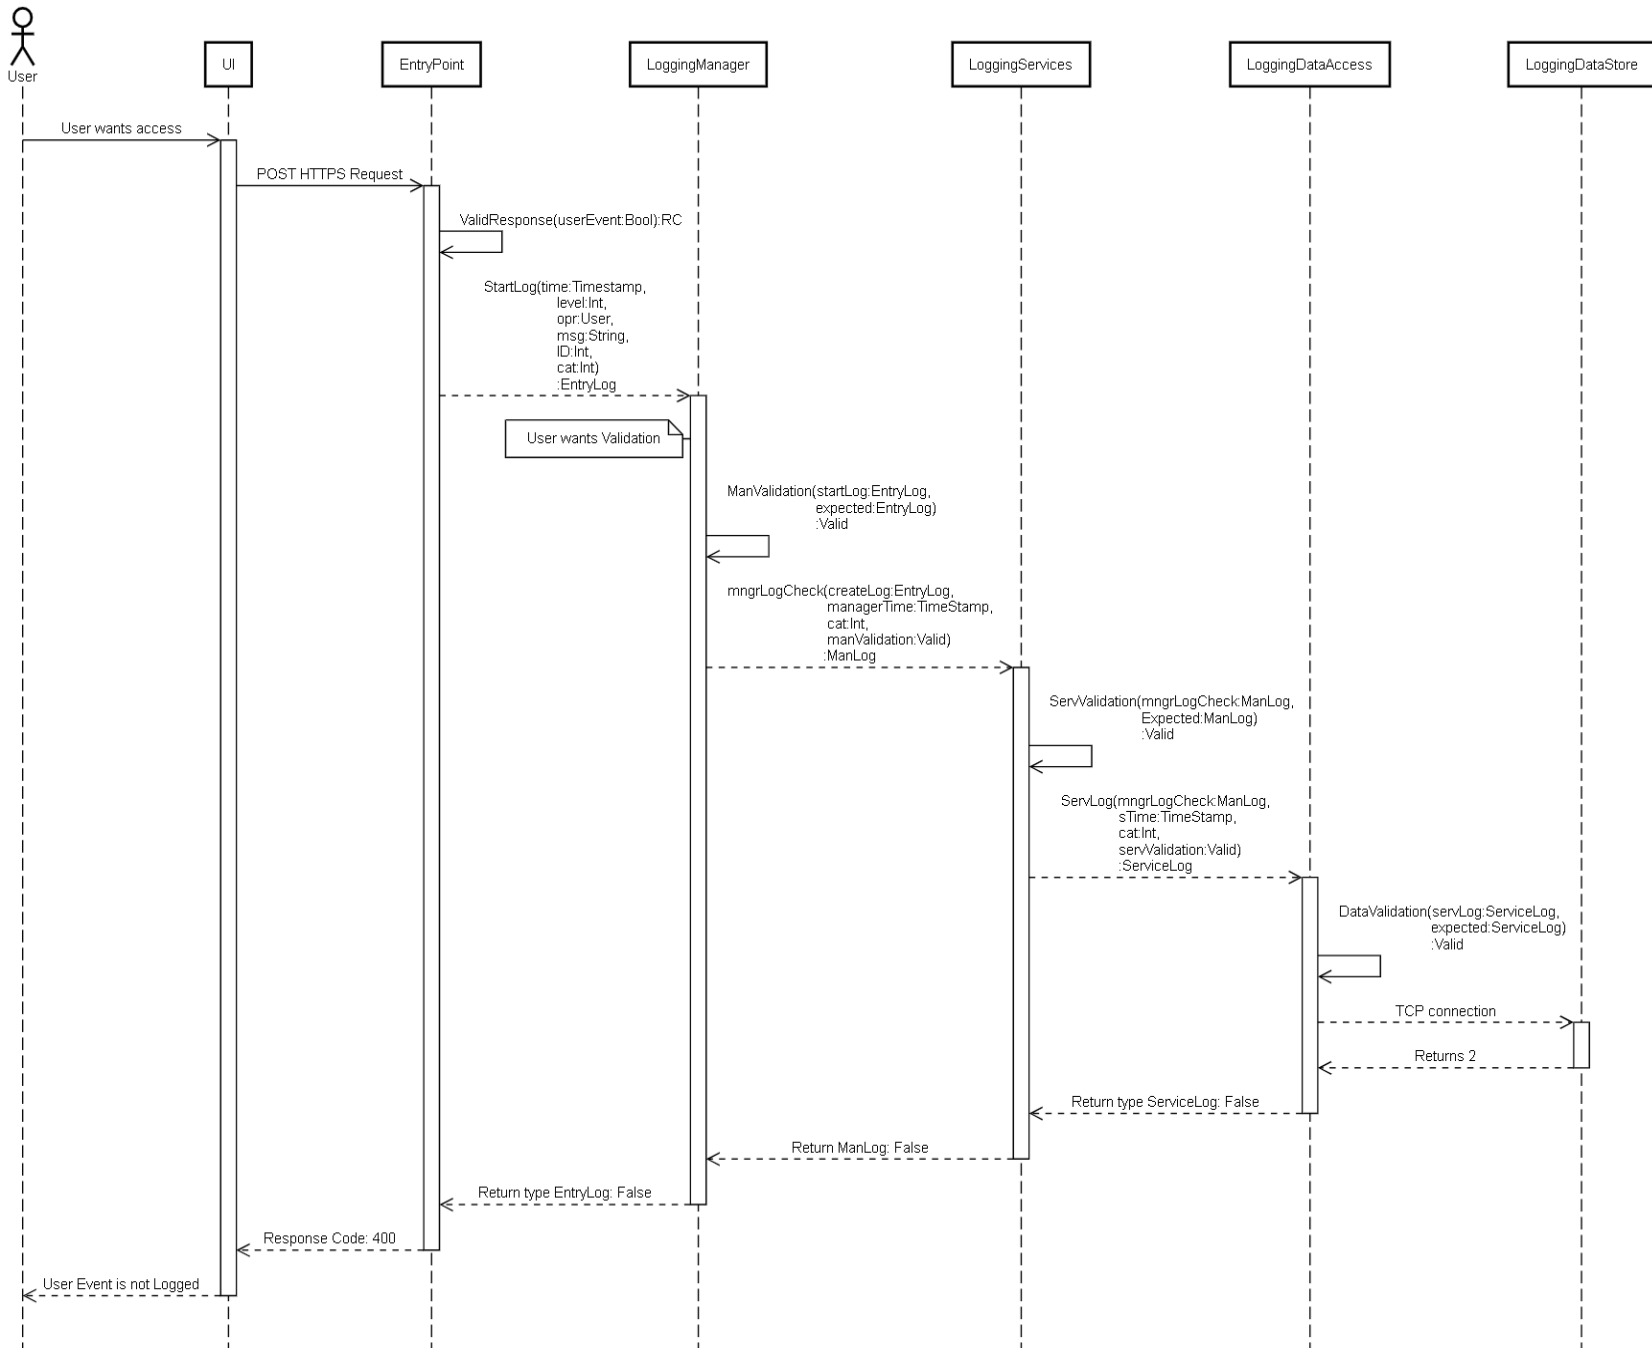 User
UI
EntryPoint
LoggingManager
LoggingServices
LoggingDataAccess
LoggingDataStore
User wants access
POST HTTPS Request
ValidResponse(userEvent:Bool):RC
StartLog(time:Timestamp,
level:Int,
opr:User,
msg:String,
ID:Int,
cat:Int)
:EntryLog
User wants Validation
ManValidation(startLog:EntryLog,
expected:EntryLog)
:Valid
mngrLogCheck(createLog:EntryLog,
managerTime:TimeStamp,
cat:Int,
manValidation:Valid)
:ManLog
ServValidation(mngrLogCheck:ManLog,
Expected:ManLog)
:Valid
ServLog(mngrLogCheck:ManLog,
sTime:TimeStamp,
cat:Int,
servValidation:Valid)
:ServiceLog
DataValidation(servLog:ServiceLog,
expected:ServiceLog)
:Valid
TCP connection
Returns 2
Return type ServiceLog: False
Return ManLog: False
Return type EntryLog: False
Response Code: 400
User Event is not Logged